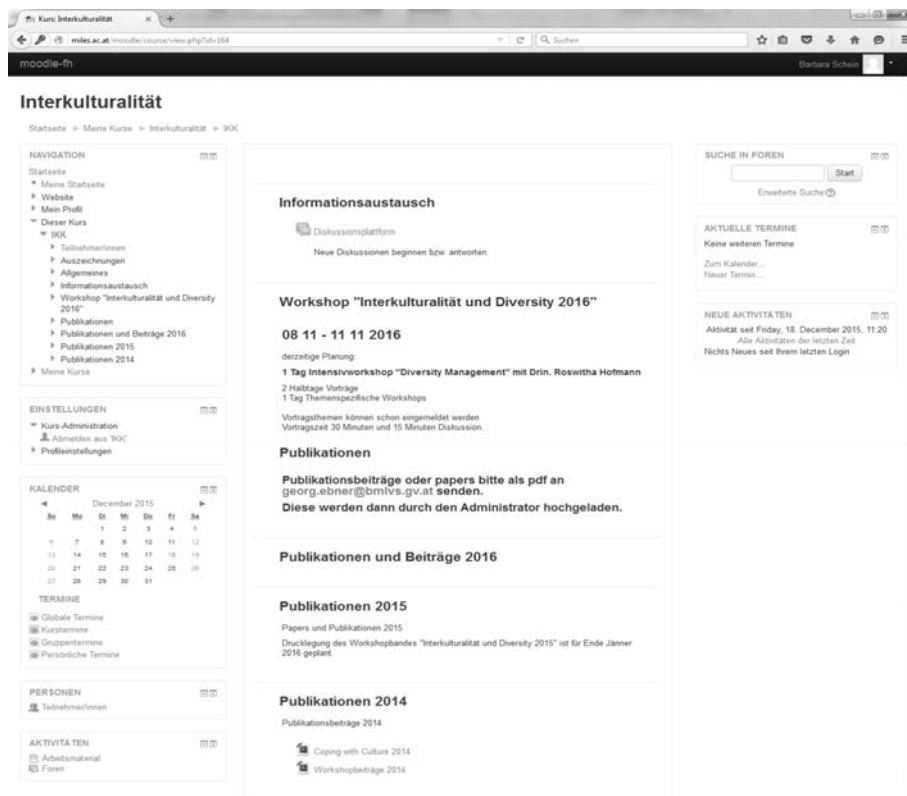 Kurs: Interkulturalität
miles.ac.at/moodle/course/view.php?id=164
Suchen
moodle-fh
Barbara Schein
Interkulturalität
Startseite ► Meine Kurse ► Interkulturalität ► IKK
NAVIGATION
Startseite
Meine Startseite
Website
Mein Profil
Dieser Kurs
IKK
Teilnehmer/innen
Auszeichnungen
Allgemeines
Informationsaustausch
Workshop "Interkulturalität und Diversity
2016"
Publikationen
Publikationen und Beiträge 2016
Publikationen 2015
Publikationen 2014
Meine Kurse
EINSTELLUNGEN
Kurs-Administration
Abmelden aus 'IKK'
Profileinstellungen
KALENDER
◄ December 2015 ►
So Mo Di Mi Do Fr Sa
1 2 3 4 5
6 7 8 9 10 11 12
13 14 15 16 17 18 19
20 21 22 23 24 25 26
27 28 29 30 31
TERMINE
Globale Termine
Kurstermine
Gruppentermine
Persönliche Termine
PERSONEN
Teilnehmer/innen
AKTIVITÄTEN
Arbeitsmaterial
Foren
Informationsaustausch
Diskussionsplattform
Neue Diskussionen beginnen bzw. antworten.
Workshop "Interkulturalität und Diversity 2016"
08 11 - 11 11 2016
derzeitige Planung:
1 Tag Intensivworkshop "Diversity Management" mit Drin. Roswitha Hofmann
2 Halbtage Vorträge
1 Tag Themenspezifische Workshops
Vortragsthemen können schon eingemeldet werden
Vortragszeit 30 Minuten und 15 Minuten Diskussion.
Publikationen
Publikationsbeiträge oder papers bitte als pdf an
georg.ebner@bmlvs.gv.at senden.
Diese werden dann durch den Administrator hochgeladen.
Publikationen und Beiträge 2016
Publikationen 2015
Papers und Publikationen 2015
Drucklegung des Workshopbandes "Interkulturalität und Diversity 2015" ist für Ende Jänner
2016 geplant
Publikationen 2014
Publikationsbeiträge 2014
Coping with Culture 2014
Workshopbeiträge 2014
SUCHE IN FOREN
Start
Erweiterte Suche
AKTUELLE TERMINE
Keine weiteren Termine
Zum Kalender...
Neuer Termin...
NEUE AKTIVITÄTEN
Aktivität seit Friday, 18. December 2015, 11:20
Alle Aktivitäten der letzten Zeit
Nichts Neues seit Ihrem letzten Login